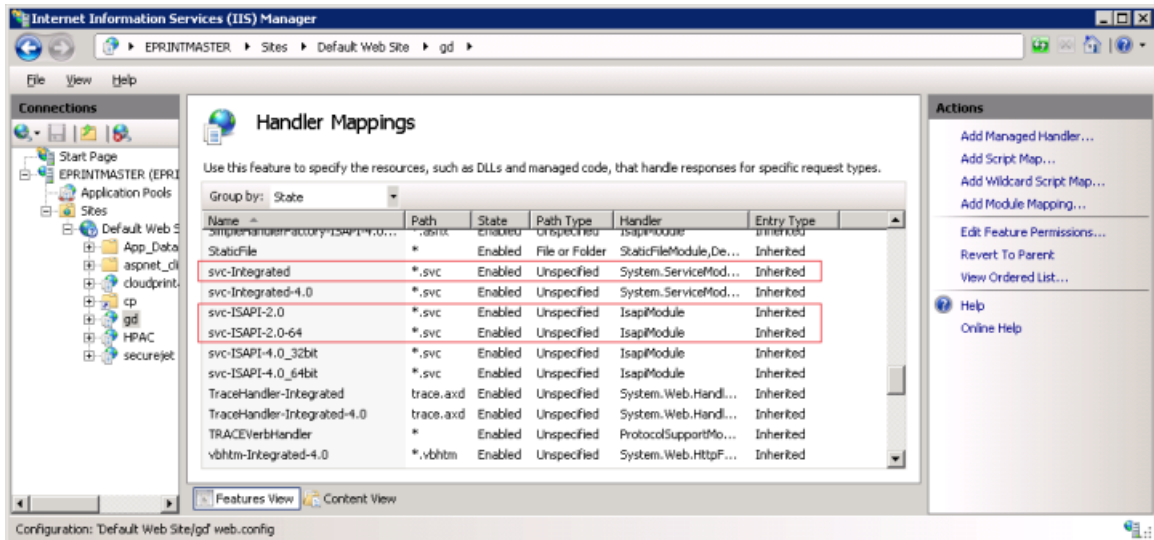 Internet Information Services (IIS) Manager
EPRINTMASTER Sites Default Web Site gd
File View Help
Connections
Start Page
EPRINTMASTER (EPRI
Application Pools
Sites
Default Web S
App_Data
aspnet_cli
cloudprint-
cp
gd
HPAC
securejet
Handler Mappings
Use this feature to specify the resources, such as DLLs and managed code, that handle responses for specific request types.
Group by: State
Name Path State Path Type Handler Entry Type
SimpleHandlerFactory-ISAPI-4.0... *.ashx Enabled Unspecified IsapiModule Inherited
StaticFile * Enabled File or Folder StaticFileModule,De... Inherited
svc-Integrated *.svc Enabled Unspecified System.ServiceMod... Inherited
svc-Integrated-4.0 *.svc Enabled Unspecified System.ServiceMod... Inherited
svc-ISAPI-2.0 *.svc Enabled Unspecified IsapiModule Inherited
svc-ISAPI-2.0-64 *.svc Enabled Unspecified IsapiModule Inherited
svc-ISAPI-4.0_32bit *.svc Enabled Unspecified IsapiModule Inherited
svc-ISAPI-4.0_64bit *.svc Enabled Unspecified IsapiModule Inherited
TraceHandler-Integrated trace.axd Enabled Unspecified System.Web.Handl... Inherited
TraceHandler-Integrated-4.0 trace.axd Enabled Unspecified System.Web.Handl... Inherited
TRACEVerbHandler * Enabled Unspecified ProtocolSupportMo... Inherited
vbhtm-Integrated-4.0 *.vbhtm Enabled Unspecified System.Web.HttpF... Inherited
Features View Content View
Actions
Add Managed Handler...
Add Script Map...
Add Wildcard Script Map...
Add Module Mapping...
Edit Feature Permissions...
Revert To Parent
View Ordered List...
Help
Online Help
Configuration: 'Default Web Site/gd' web.config